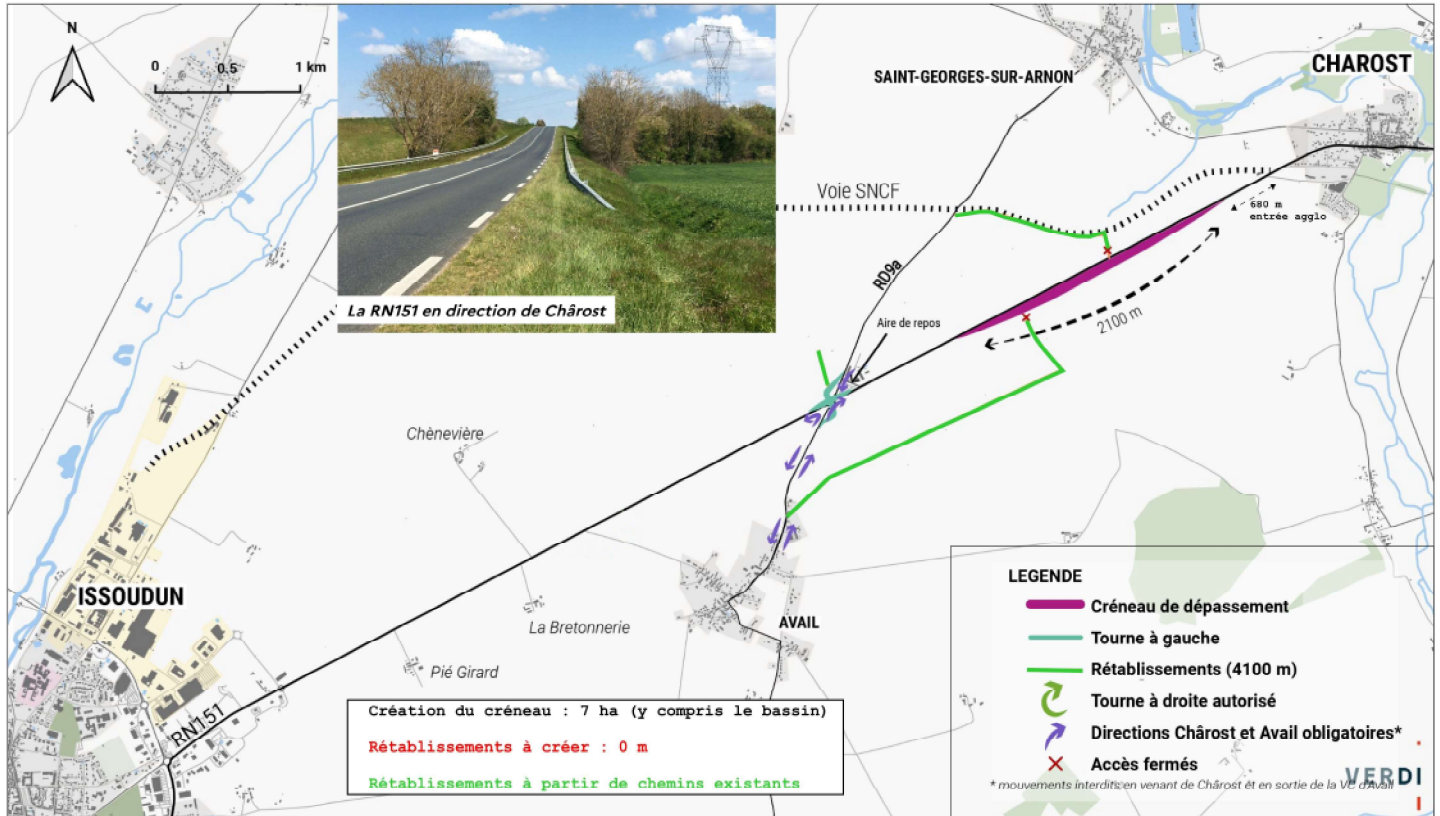 N
0 0.5 1 km
SAINT-GEORGES-SUR-ARNON
CHAROST
Voie SNCF
680 m
entrée agglo
RD9a
La RN151 en direction de Chârost
Aire de repos
2100 m
Chènevière
ISSOUDUN
La Bretonnerie
AVAIL
Pié Girard
RN151
Création du créneau : 7 ha (y compris le bassin)
Rétablissements à créer : 0 m
Rétablissements à partir de chemins existants
LEGENDE
Créneau de dépassement
Tourne à gauche
Rétablissements (4100 m)
Tourne à droite autorisé
Directions Chârost et Avail obligatoires*
Accès fermés
* mouvements interdits en venant de Chârost et en sortie de la VC d'Avail
VERDI